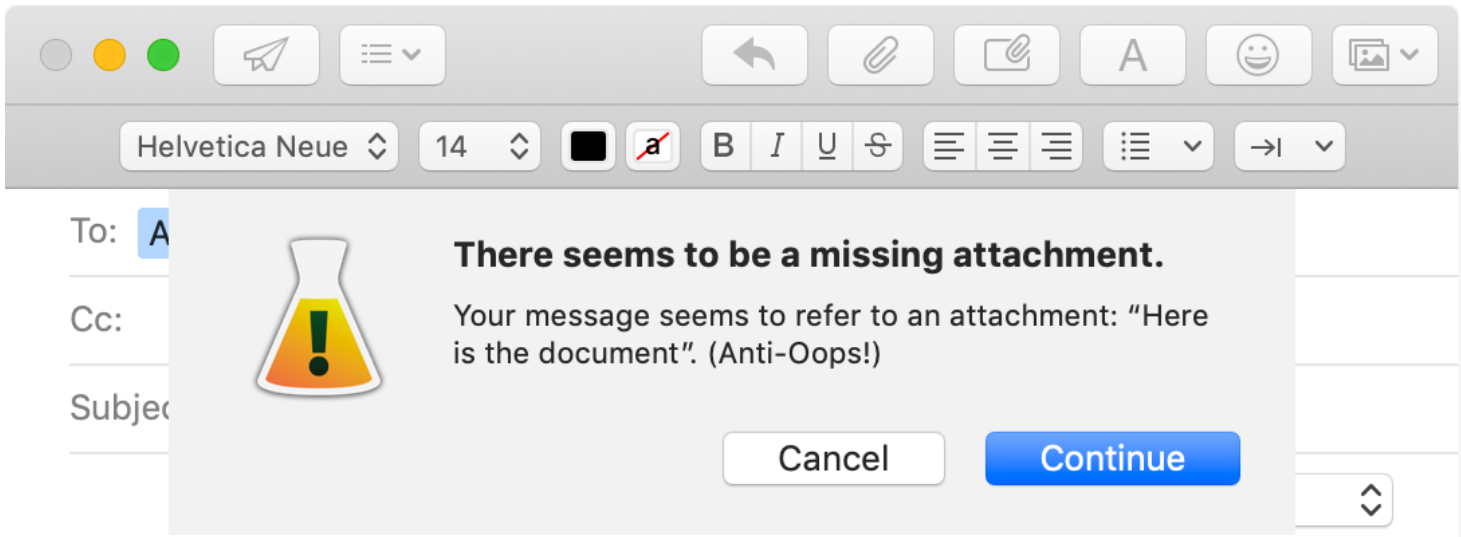 A
Helvetica Neue
14
a
B I U S
To: A
Cc:
Subjec
There seems to be a missing attachment.
Your message seems to refer to an attachment: “Here
is the document”. (Anti-Oops!)
Cancel
Continue